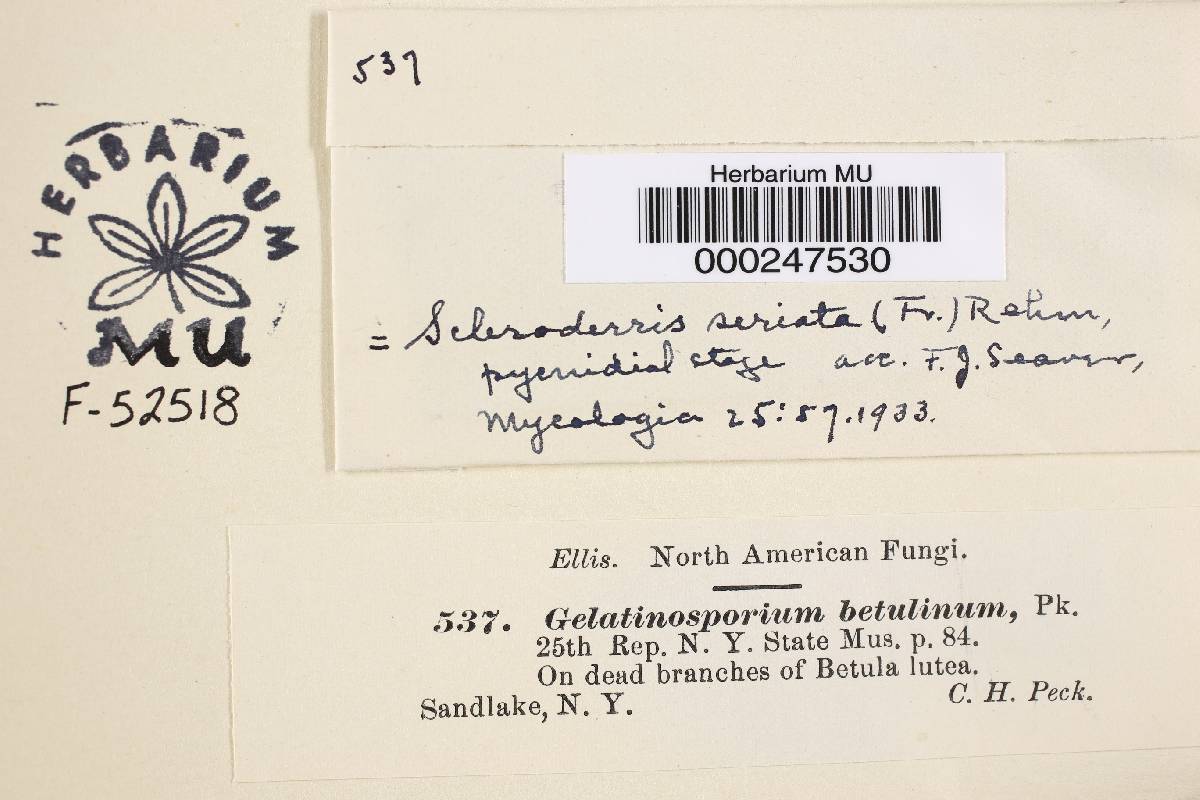 537
HERBARIUM
MU
F-52518
Herbarium MU
000247530
= Scleroderris seriata (Fr.) Rehm,
pycnidial stage acc. F. J. Seaver,
Mycologia 25:57.1933.
Ellis. North American Fungi.
537. Gelatinosporium betulinum, Pk.
25th Rep. N. Y. State Mus. p. 84.
On dead branches of Betula lutea.
Sandlake, N. Y. C. H. Peck.